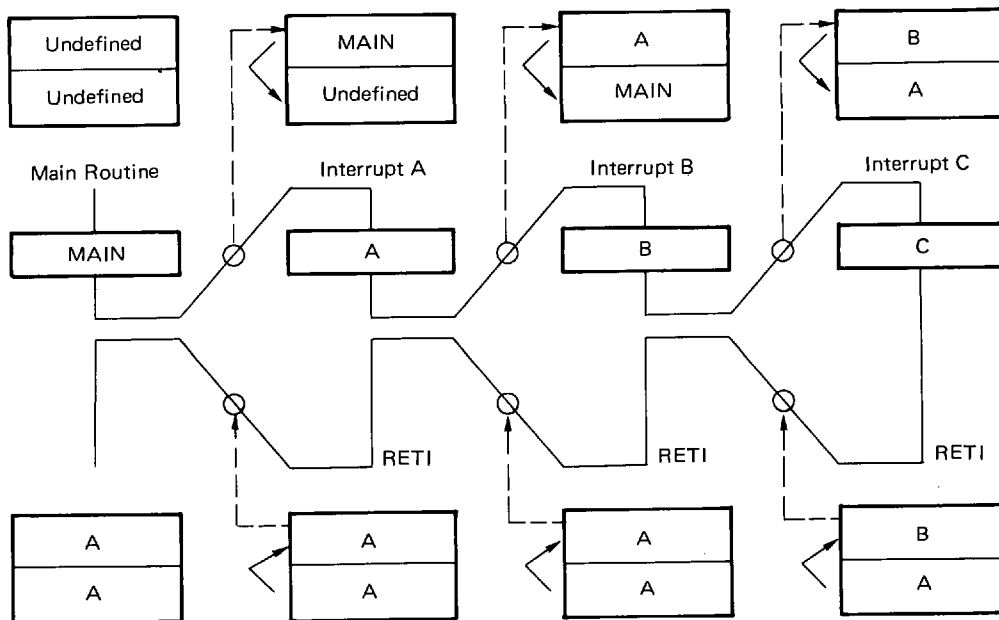 Undefined
Undefined
MAIN
Undefined
A
MAIN
B
A
Main Routine
Interrupt A
Interrupt B
Interrupt C
MAIN
A
B
C
RETI
RETI
RETI
A
A
A
A
A
A
B
A